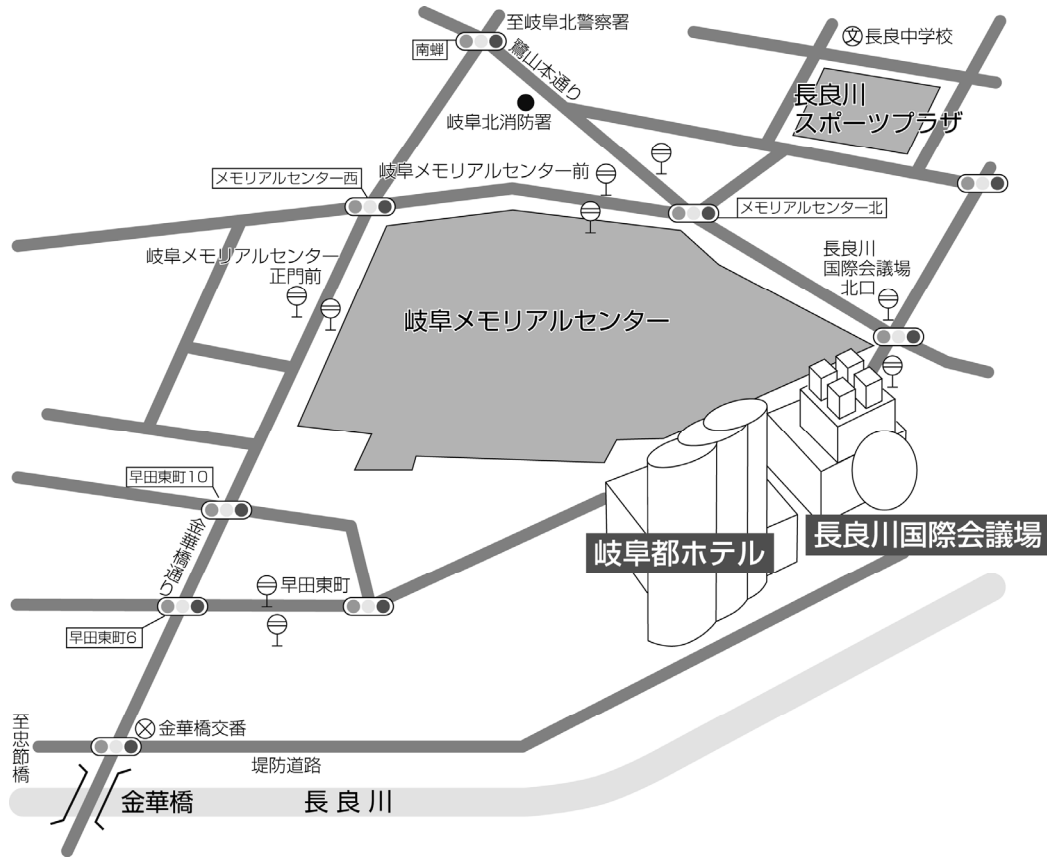 至岐阜北警察署
南蝉
鷺山本通り
長良中学校
長良川
スポーツプラザ
岐阜北消防署
岐阜メモリアルセンター前
メモリアルセンター西
メモリアルセンター北
岐阜メモリアルセンター
正門前
長良川
国際会議場
北口
岐阜メモリアルセンター
早田東町10
金華橋通り
長良川国際会議場
岐阜都ホテル
早田東町
早田東町6
至忠節橋
金華橋交番
堤防道路
金華橋
長良川
文